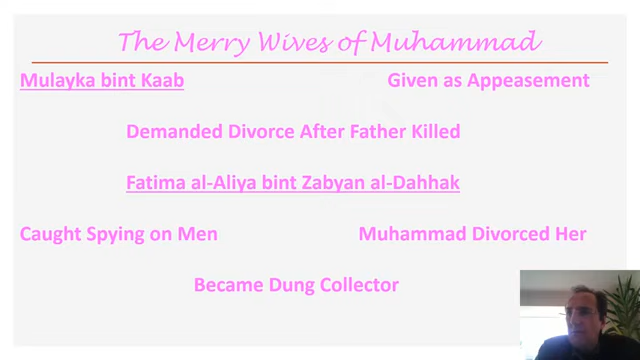 The Merry Wives of Muhammad
Mulayka bint Kaab Given as Appeasement
Demanded Divorce After Father Killed
Fatima al-Aliya bint Zabyan al-Dahhak
Caught Spying on Men Muhammad Divorced Her
Became Dung Collector